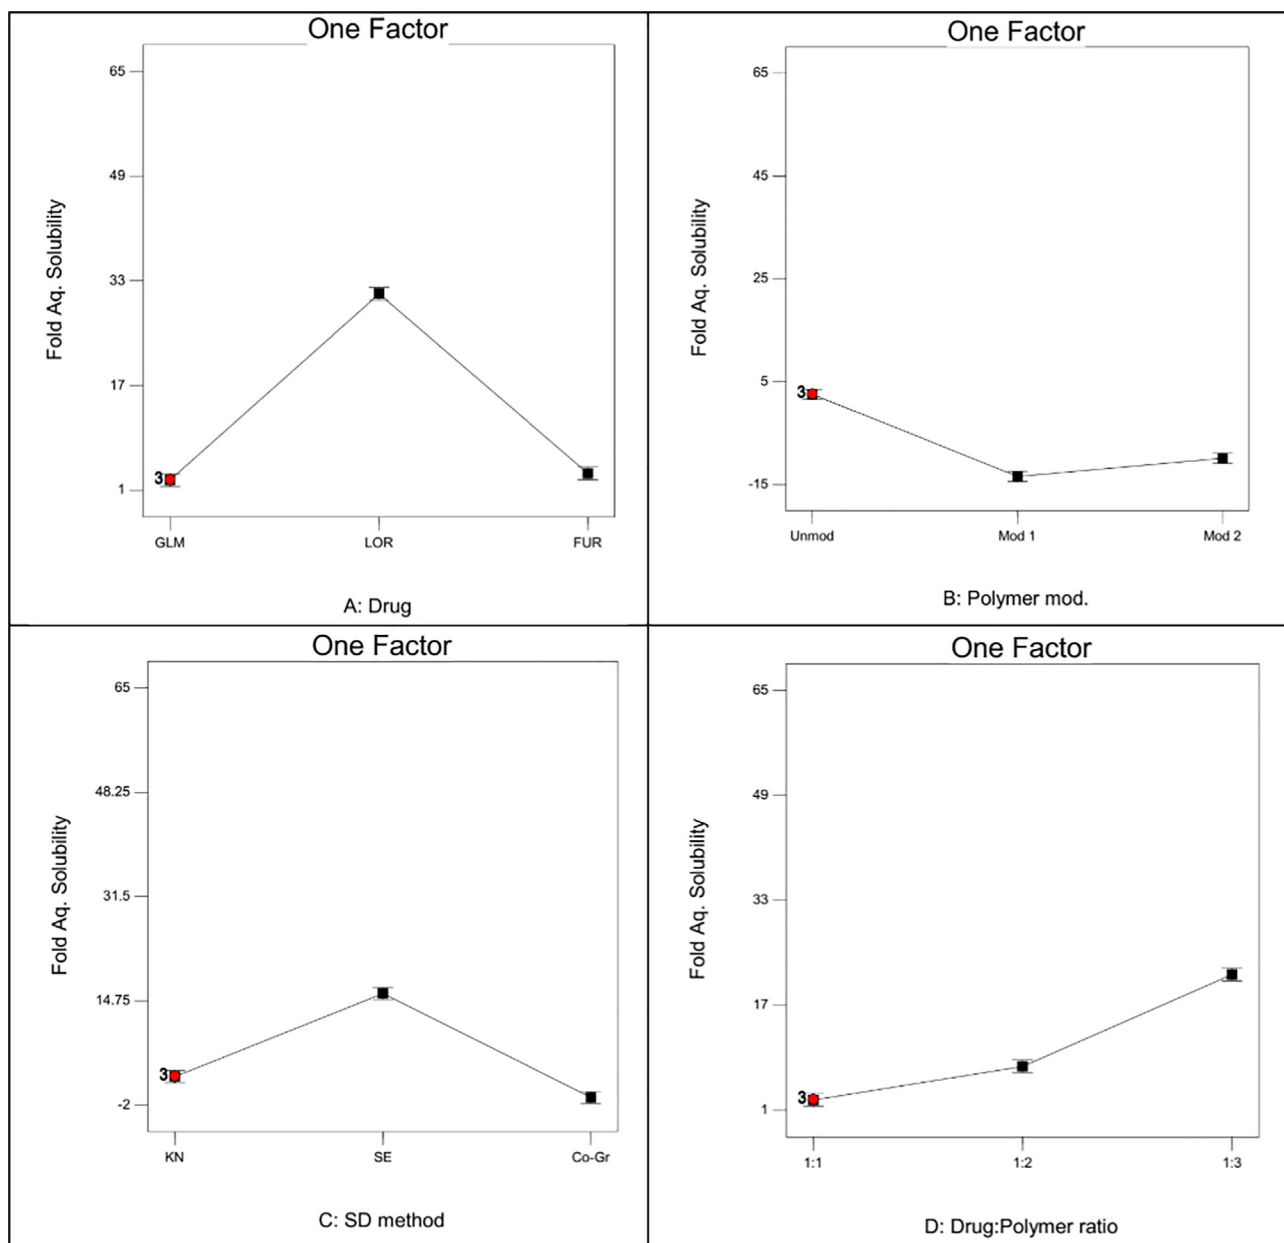 One Factor
65
49
33
17
1
Fold Aq. Solubility
3
GLM
LOR
FUR
A: Drug
One Factor
65
45
25
5
-15
Fold Aq. Solubility
3
Unmod
Mod 1
Mod 2
B: Polymer mod.
One Factor
65
48.25
31.5
14.75
-2
Fold Aq. Solubility
3
KN
SE
Co-Gr
C: SD method
One Factor
65
49
33
17
1
Fold Aq. Solubility
3
1:1
1:2
1:3
D: Drug:Polymer ratio